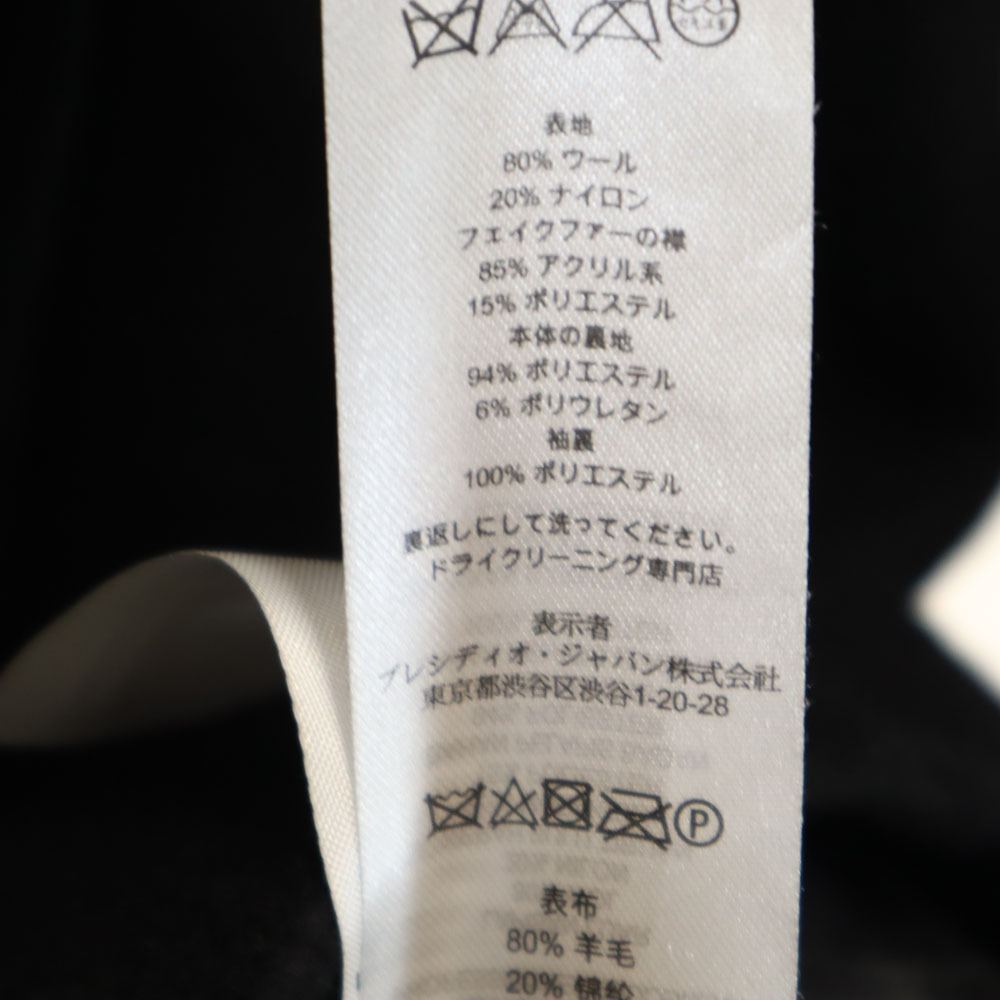 表地
80% ウール
20% ナイロン
フェイクファーの襟
85% アクリル系
15% ポリエステル
本体の裏地
94% ポリエステル
6% ポリウレタン
袖裏
100% ポリエステル
裏返しにして洗ってください。
ドライクリーニング専門店
表示者
プレシディオ・ジャパン株式会社
東京都渋谷区渋谷1-20-28
P
表布
80% 羊毛
20% 锦纶